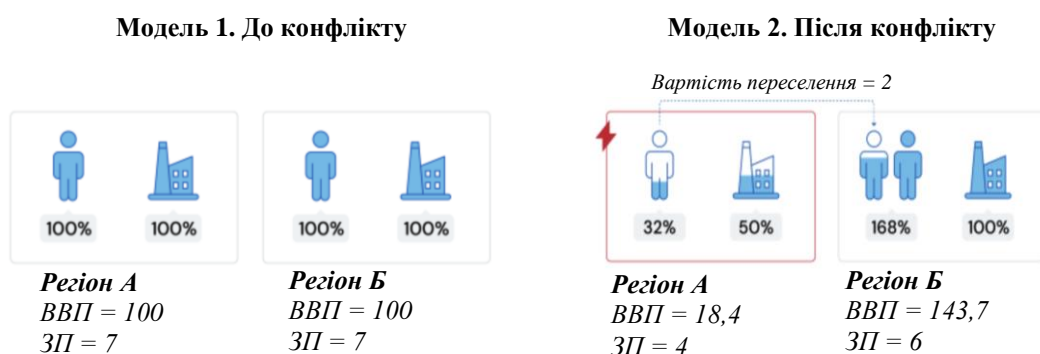 Модель 1. До конфлікту
100%
100%
100%
100%
Регіон А
ВВП = 100
ЗП = 7
Регіон Б
ВВП = 100
ЗП = 7
Модель 2. Після конфлікту
Вартість переселення = 2
32%
50%
168%
100%
Регіон А
ВВП = 18,4
ЗП = 4
Регіон Б
ВВП = 143,7
ЗП = 6